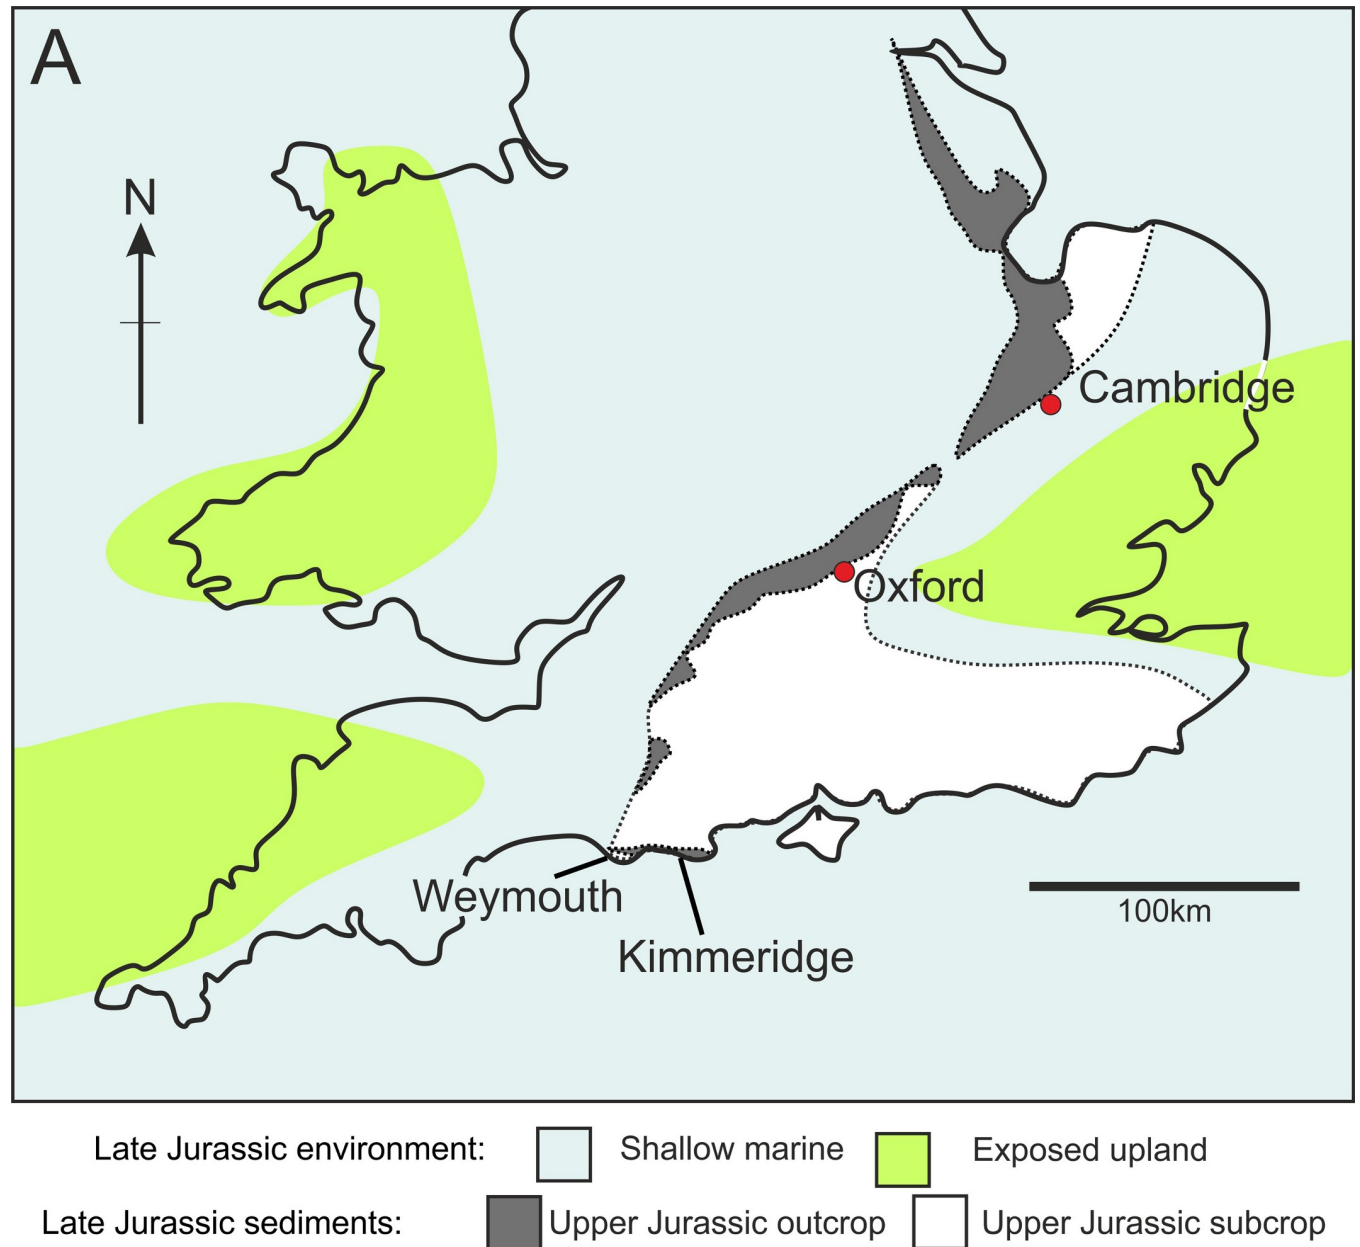 A
N
Cambridge
Oxford
Weymouth
Kimmeridge
100km
Late Jurassic environment: Shallow marine Exposed upland
Late Jurassic sediments: Upper Jurassic outcrop Upper Jurassic subcrop